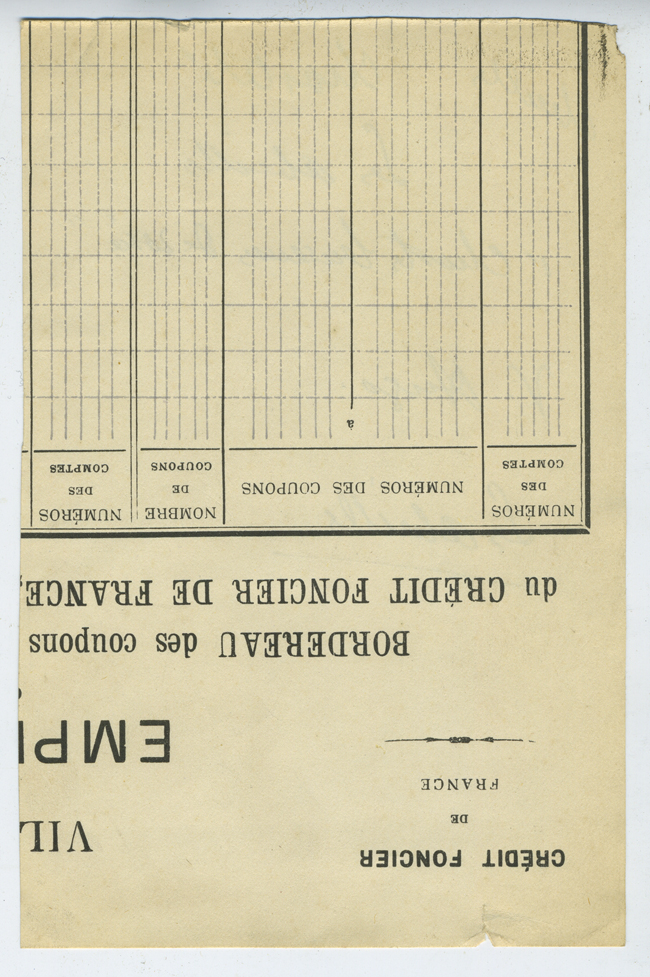 CRÉDIT FONCIER
DE
FRANCE
VIL
EMP
BORDEREAU des coupons
du CRÉDIT FONCIER DE FRANCE,
NUMÉROS DES COMPTES
NUMÉROS DES COUPONS
à
NOMBRE DE COUPONS
NUMÉROS DES COMPTES